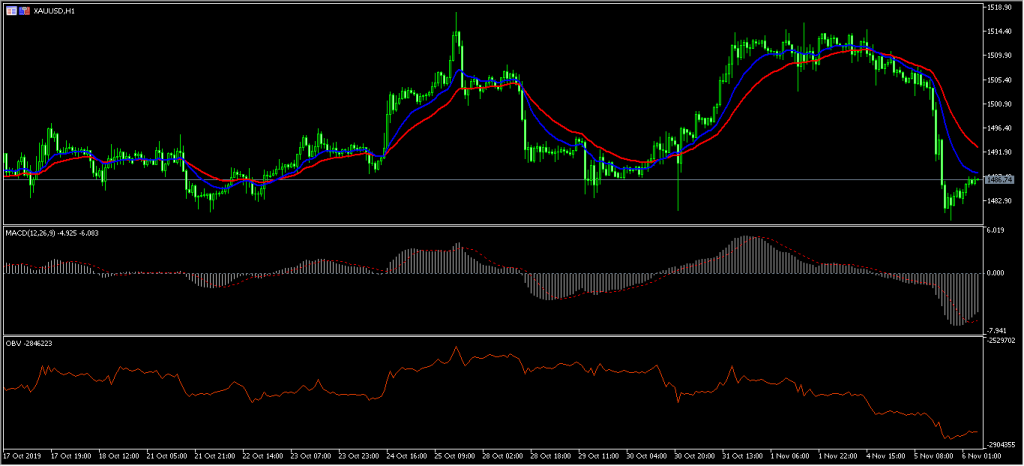 XAUUSD,H1
1518.90
1514.40
1509.90
1505.40
1500.90
1496.40
1491.90
1486.74
1482.90
MACD(12,26,9) -4.925 -6.083
6.019
0.000
-7.941
OBV -2846223
-2529702
-2904355
17 Oct 2019
17 Oct 19:00
18 Oct 12:00
21 Oct 05:00
21 Oct 21:00
22 Oct 14:00
23 Oct 07:00
23 Oct 23:00
24 Oct 16:00
25 Oct 09:00
28 Oct 02:00
28 Oct 18:00
29 Oct 11:00
30 Oct 04:00
30 Oct 20:00
31 Oct 13:00
1 Nov 06:00
1 Nov 22:00
4 Nov 15:00
5 Nov 08:00
6 Nov 01:00